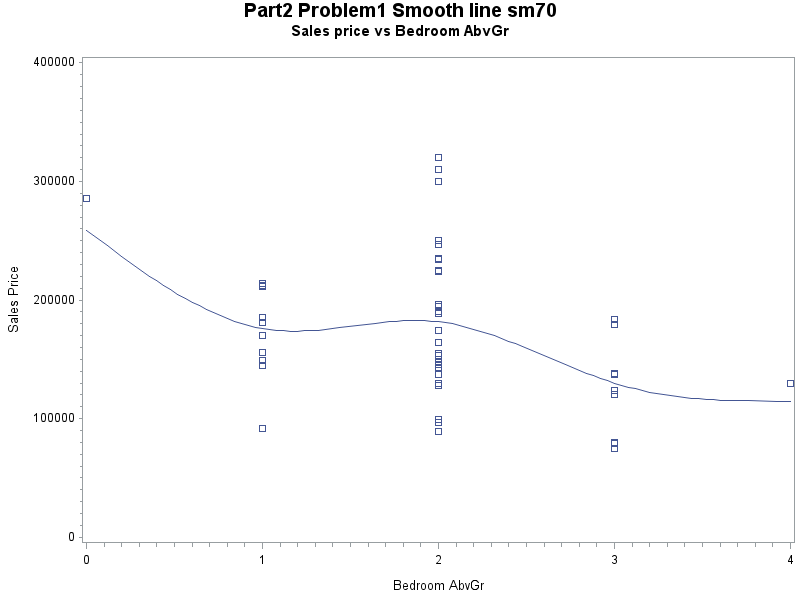 Part2 Problem1 Smooth line sm70
Sales price vs Bedroom AbvGr
400000
300000
200000
100000
0
Sales Price
0 1 2 3 4
Bedroom AbvGr